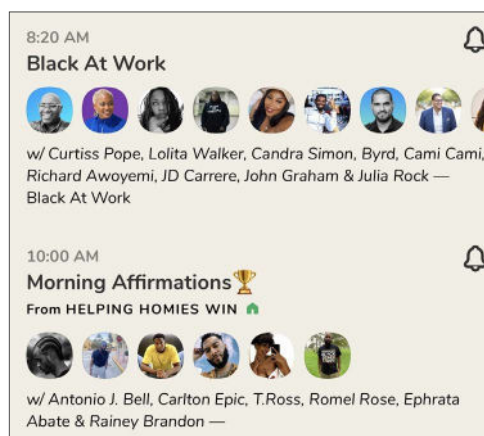 8:20 AM
Black At Work
w/ Curtiss Pope, Lolita Walker, Candra Simon, Byrd, Cami Cami,
Richard Awoyemi, JD Carrere, John Graham & Julia Rock —
Black At Work
10:00 AM
Morning Affirmations🏆
From HELPING HOMIES WIN
w/ Antonio J. Bell, Carlton Epic, T.Ross, Romel Rose, Ephrata
Abate & Rainey Brandon —